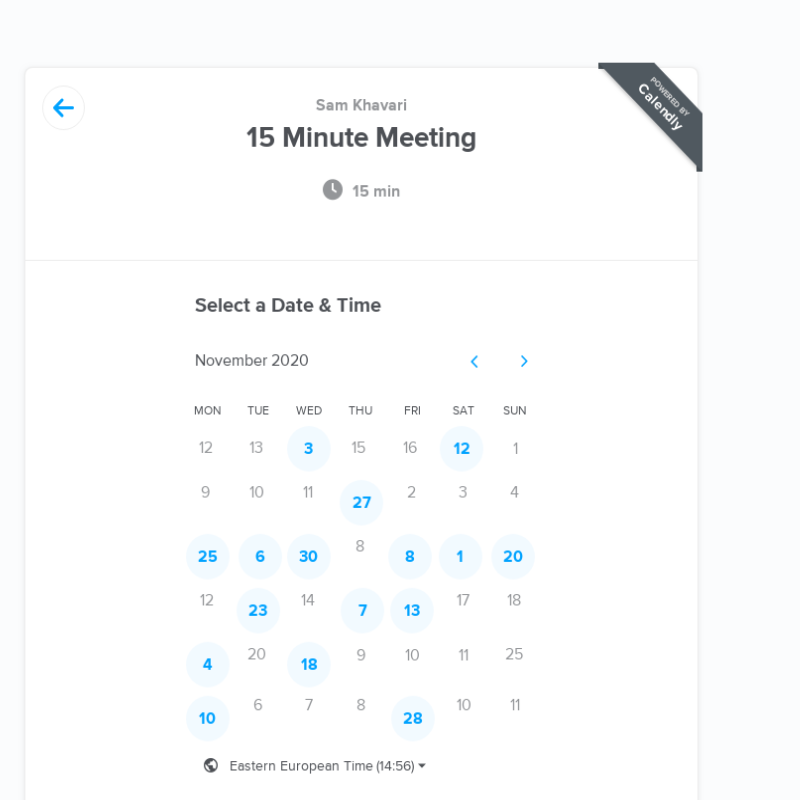 POWERED BY
Calendly
Sam Khavari
15 Minute Meeting
15 min
Select a Date & Time
November 2020
MON TUE WED THU FRI SAT SUN
12 13 3 15 16 12 1
9 10 11 27 2 3 4
25 6 30 8 8 1 20
12 23 14 7 13 17 18
4 20 18 9 10 11 25
10 6 7 8 28 10 11
Eastern European Time (14:56)